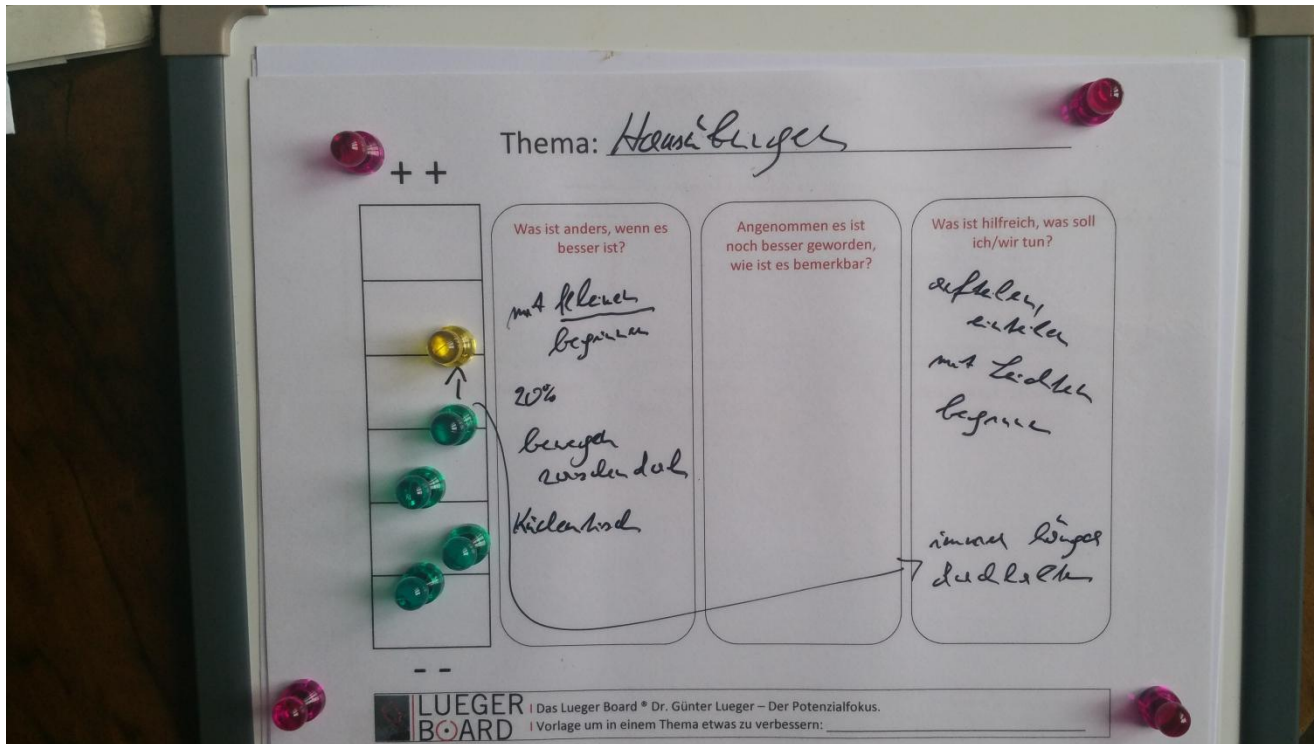 Thema: Hausübungen
+ +
Was ist anders, wenn es
besser ist?
mit kleinen
beginnen
20%
bewegen
zwischendurch
Küchentisch
Angenommen es ist
noch besser geworden,
wie ist es bemerkbar?
Was ist hilfreich, was soll
ich/wir tun?
aufteilen,
einteilen
mit Leichten
beginnen
immer länger
durchhalten
- -
LUEGER
BOARD
Das Lueger Board ® Dr. Günter Lueger – Der Potenzialfokus.
Vorlage um in einem Thema etwas zu verbessern: